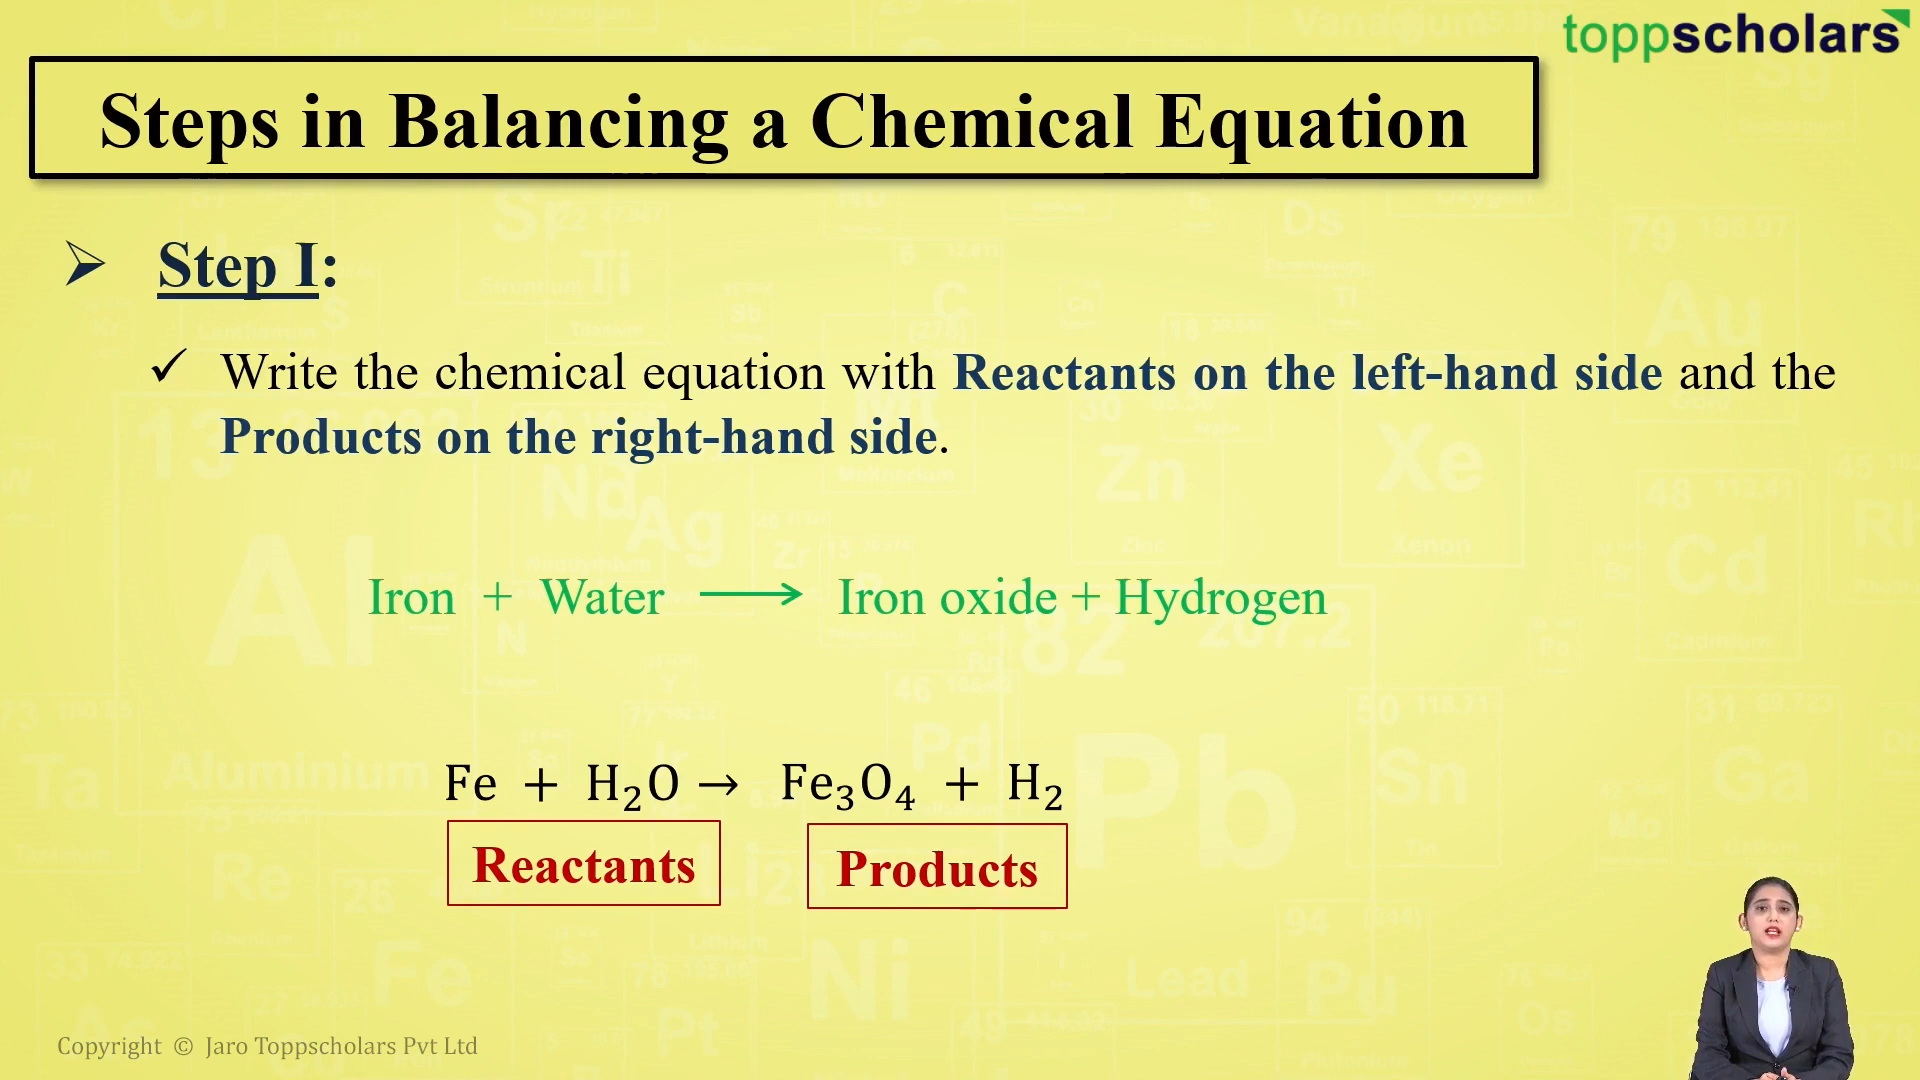 toppscholars
Steps in Balancing a Chemical Equation
➢ Step I:
✓ Write the chemical equation with Reactants on the left-hand side and the
Products on the right-hand side.
Iron + Water ⟶ Iron oxide + Hydrogen
Fe + H₂O → Fe₃O₄ + H₂
Reactants Products
Copyright © Jaro Toppscholars Pvt Ltd